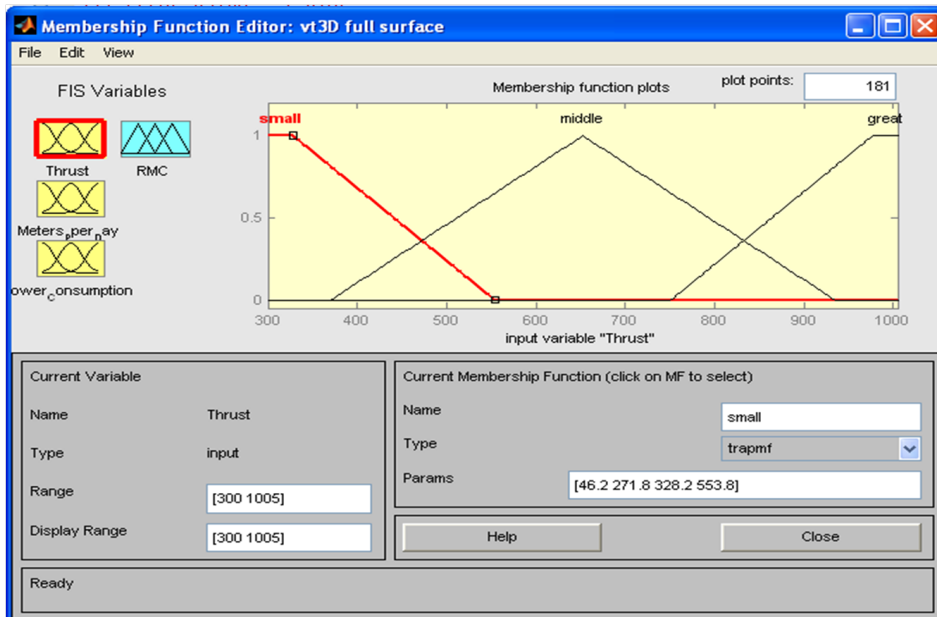 Membership Function Editor: vt3D full surface
File Edit View
FIS Variables
Membership function plots
plot points:
181
Thrust
RMC
Meters_per_nay
ower_Consumption
small
middle
great
1
0.5
0
300 400 500 600 700 800 900 1000
input variable "Thrust"
Current Variable
Name Thrust
Type input
Range [300 1005]
Display Range [300 1005]
Current Membership Function (click on MF to select)
Name small
Type trapmf
Params [46.2 271.8 328.2 553.8]
Help Close
Ready